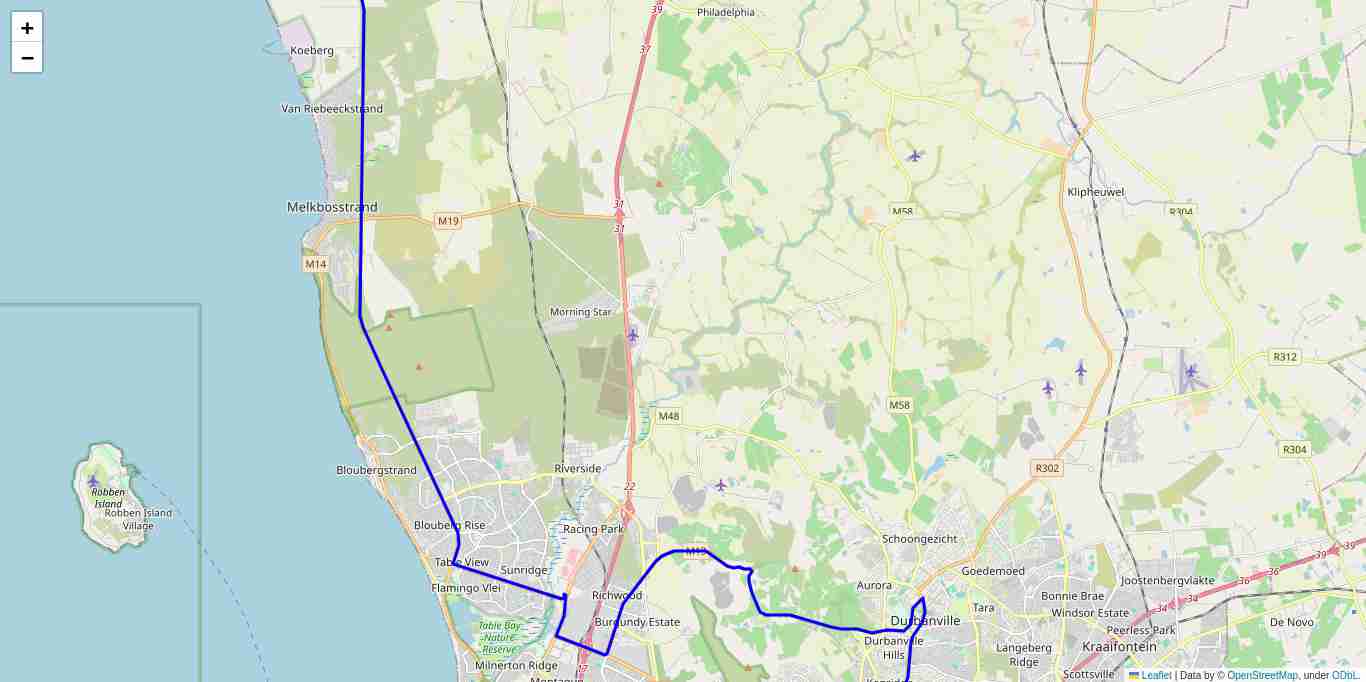 +
−
Philadelphia
39
37
Koeberg
Van Riebeeckstrand
Klipheuwel
Melkbosstrand
M19
31
31
M58
R304
M14
Morning Star
R312
M48
M58
R304
Bloubergstrand
Riverside
R302
22
Robben
Island
Robben Island
Village
Blouberg Rise
Racing Park
Schoongezicht
M13
39
Table View
Sunridge
Goedemoed
Joostenbergvlakte
36
36
Flamingo Vlei
Richwood
Aurora
Bonnie Brae
34
34
Tara
Windsor Estate
Table Bay
Nature
Reserve
Burgundy Estate
Durbanville
Peerless Park
De Novo
Durbanville
Hills
Langeberg
Ridge
Kraaifontein
Milnerton Ridge
17
Scottsville
Montague
Kenridge
Leaflet | Data by © OpenStreetMap, under ODbL.